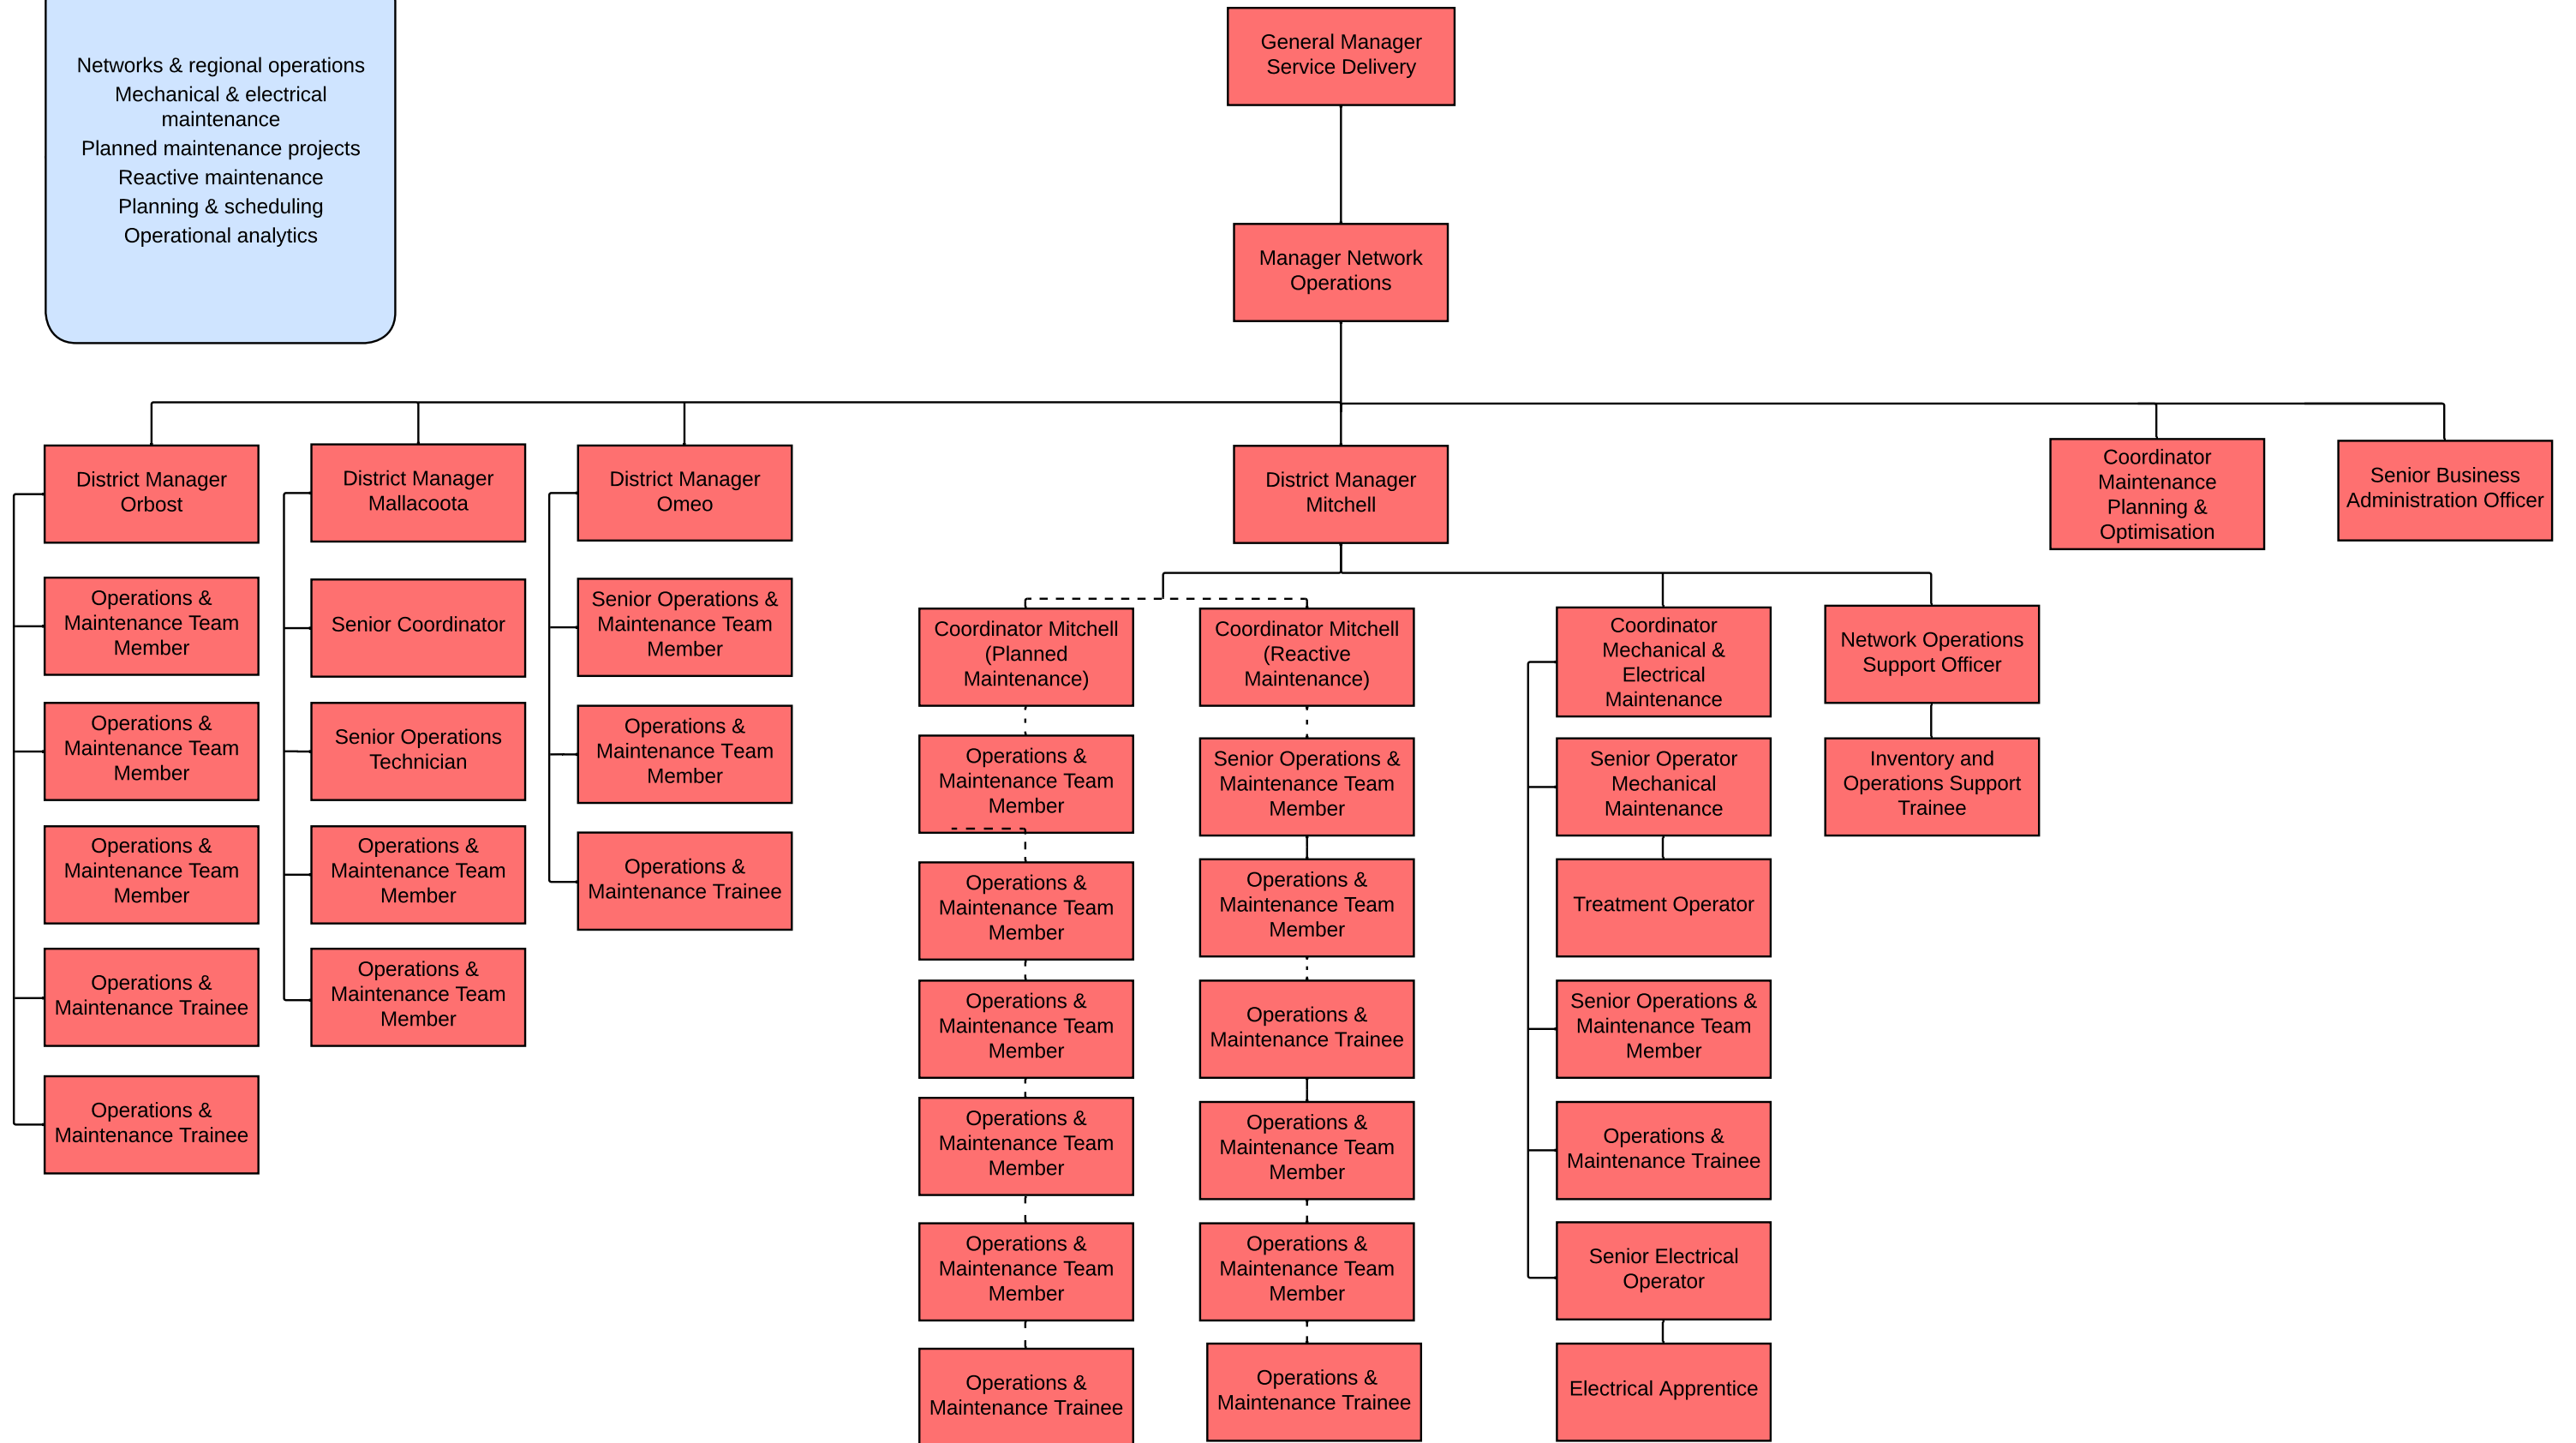 Networks & regional operations
Mechanical & electrical
maintenance
Planned maintenance projects
Reactive maintenance
Planning & scheduling
Operational analytics
General Manager
Service Delivery
Manager Network
Operations
District Manager
Orbost
Operations &
Maintenance Team
Member
Operations &
Maintenance Team
Member
Operations &
Maintenance Team
Member
Operations &
Maintenance Trainee
Operations &
Maintenance Trainee
District Manager
Mallacoota
Senior Coordinator
Senior Operations
Technician
Operations &
Maintenance Team
Member
Operations &
Maintenance Team
Member
District Manager
Omeo
Senior Operations &
Maintenance Team
Member
Operations &
Maintenance Team
Member
Operations &
Maintenance Trainee
District Manager
Mitchell
Coordinator Mitchell
(Planned
Maintenance)
Operations &
Maintenance Team
Member
Operations &
Maintenance Team
Member
Operations &
Maintenance Team
Member
Operations &
Maintenance Team
Member
Operations &
Maintenance Team
Member
Operations &
Maintenance Trainee
Coordinator Mitchell
(Reactive
Maintenance)
Senior Operations &
Maintenance Team
Member
Operations &
Maintenance Team
Member
Operations &
Maintenance Trainee
Operations &
Maintenance Team
Member
Operations &
Maintenance Team
Member
Operations &
Maintenance Trainee
Coordinator
Mechanical &
Electrical
Maintenance
Senior Operator
Mechanical
Maintenance
Treatment Operator
Senior Operations &
Maintenance Team
Member
Operations &
Maintenance Trainee
Senior Electrical
Operator
Electrical Apprentice
Network Operations
Support Officer
Inventory and
Operations Support
Trainee
Coordinator
Maintenance
Planning &
Optimisation
Senior Business
Administration Officer